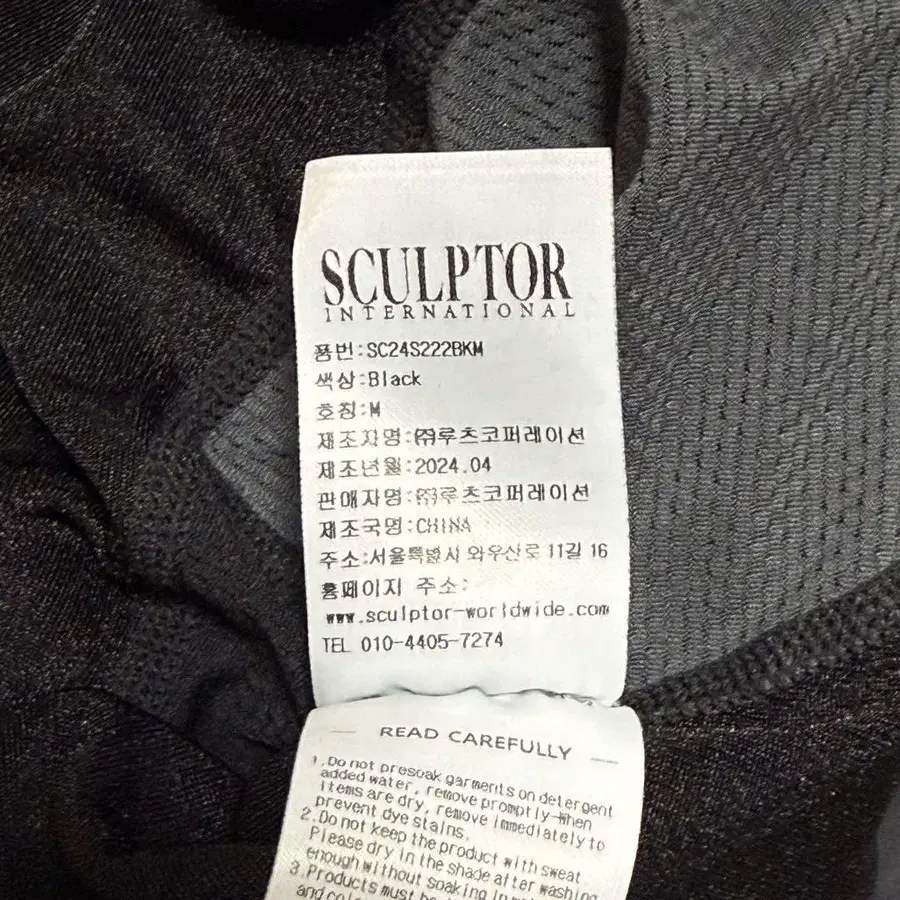 SCULPTOR
INTERNATIONAL
품번:SC24S222BKM
색상:Black
호칭:M
제조자명:㈜루츠코퍼레이션
제조년월:2024.04
판매자명:㈜루츠코퍼레이션
제조국명:CHINA
주소:서울특별시 와우산로 11길 16
홈페이지 주소:
www.sculptor-worldwide.com
TEL 010-4405-7274
READ CAREFULLY
1.Do not presoak garments on detergent
added water, remove promptly-when
items are dry, remove immediately to
prevent dye stains.
2.Do not keep the product with sweat
Please dry in the shade after washing
enough without soaking in
3.Products must be
and